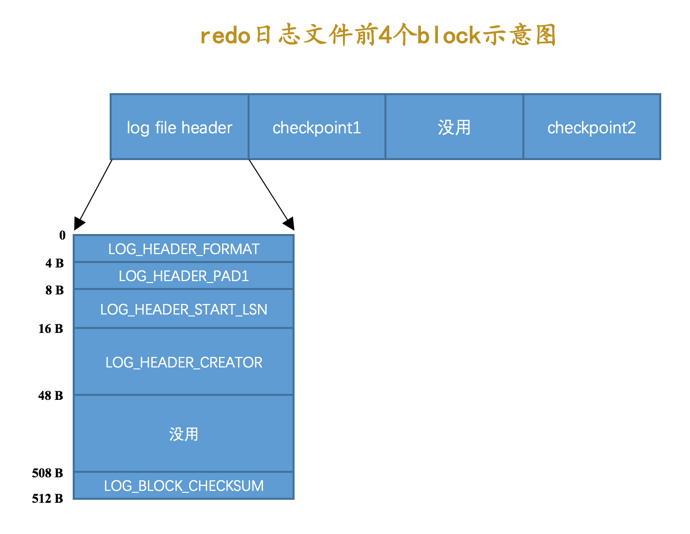 redo日志文件前4个block示意图
log file header
checkpoint1
没用
checkpoint2
0
LOG_HEADER_FORMAT
4 B
LOG_HEADER_PAD1
8 B
LOG_HEADER_START_LSN
16 B
LOG_HEADER_CREATOR
48 B
没用
508 B
LOG_BLOCK_CHECKSUM
512 B